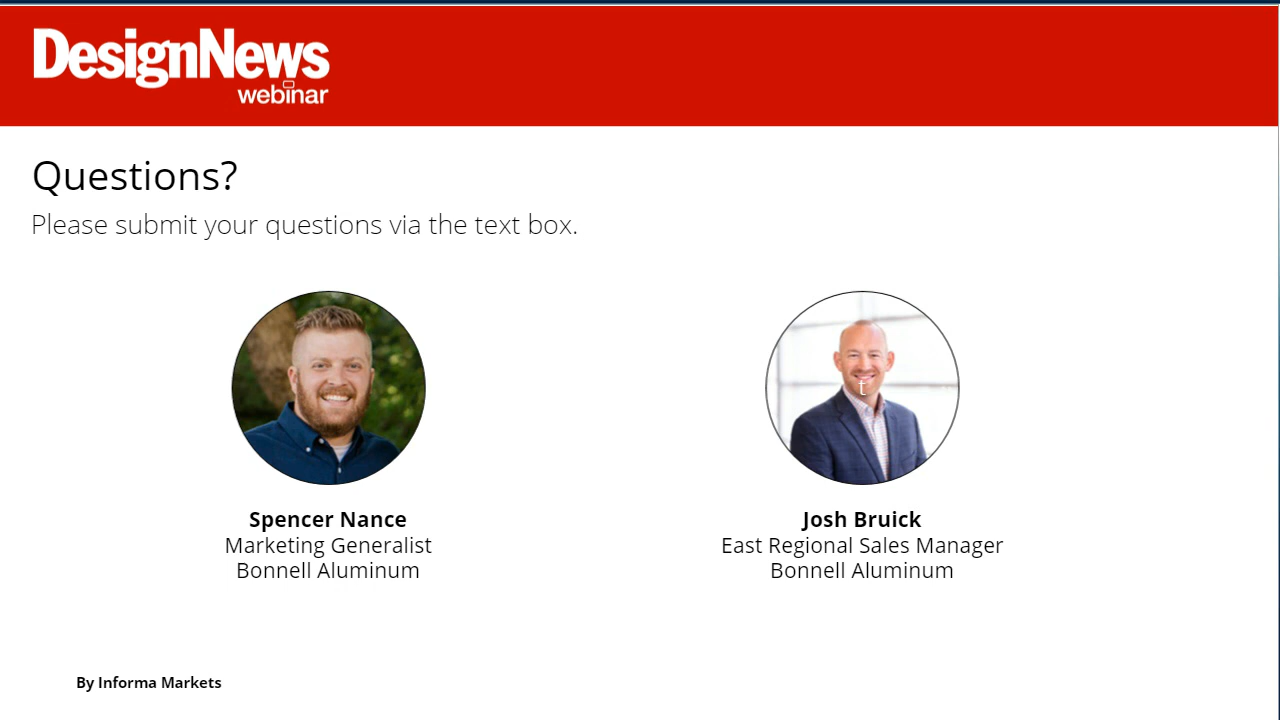 DesignNews
webinar
Questions?
Please submit your questions via the text box.
t
Spencer Nance
Marketing Generalist
Bonnell Aluminum
Josh Bruick
East Regional Sales Manager
Bonnell Aluminum
By Informa Markets